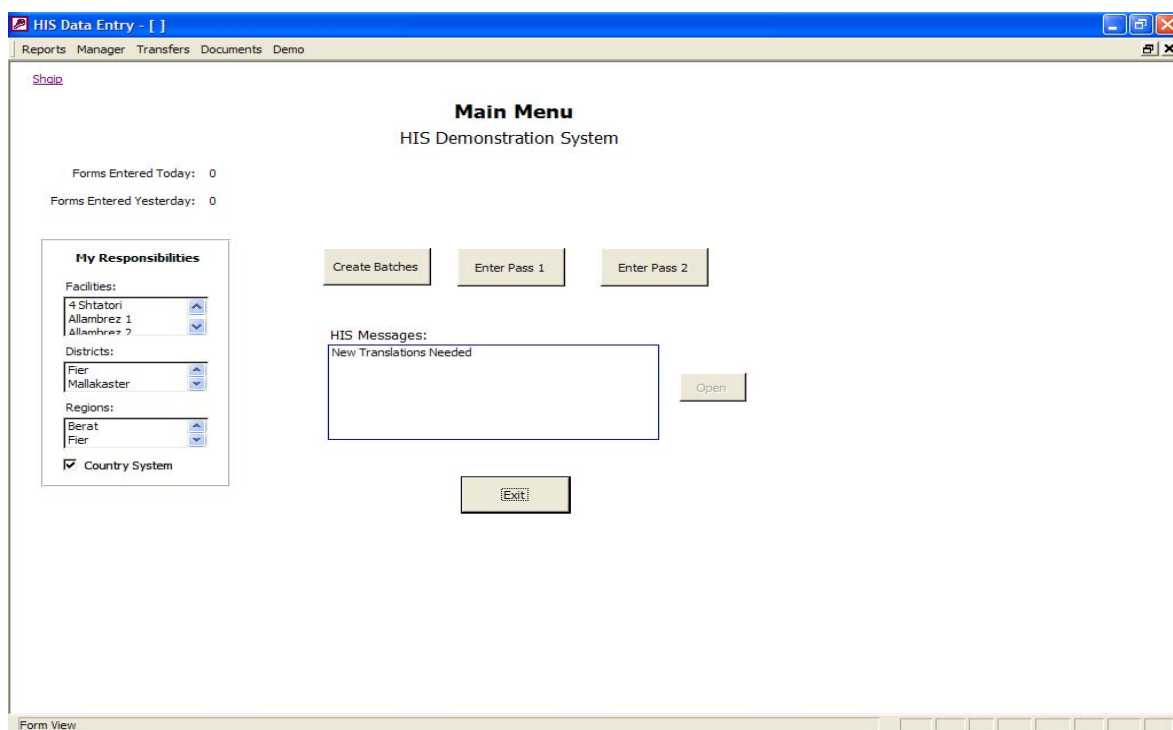 HIS Data Entry - [ ]
Reports Manager Transfers Documents Demo
Shqip
Main Menu
HIS Demonstration System
Forms Entered Today: 0
Forms Entered Yesterday: 0
My Responsibilities
Facilities:
4 Shtatori
Allambrez 1
Allambrez 2
Districts:
Fier
Mallakaster
Regions:
Berat
Fier
Country System
Create Batches
Enter Pass 1
Enter Pass 2
HIS Messages:
New Translations Needed
Open
Exit
Form View